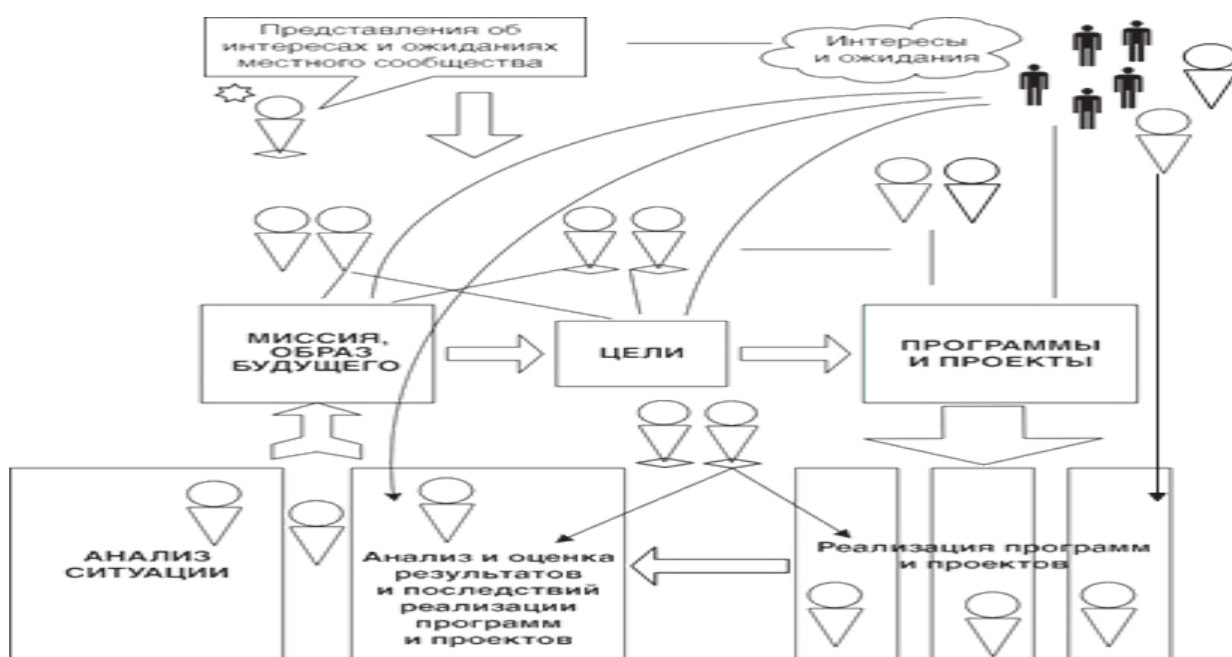 Представления об
интересах и ожиданиях
местного сообщества
Интересы
и ожидания
МИССИЯ,
ОБРАЗ
БУДУЩЕГО
ЦЕЛИ
ПРОГРАММЫ
И ПРОЕКТЫ
АНАЛИЗ
СИТУАЦИИ
Анализ и оценка
результатов
и последствий
реализации
программ
и проектов
Реализация программ
и проектов